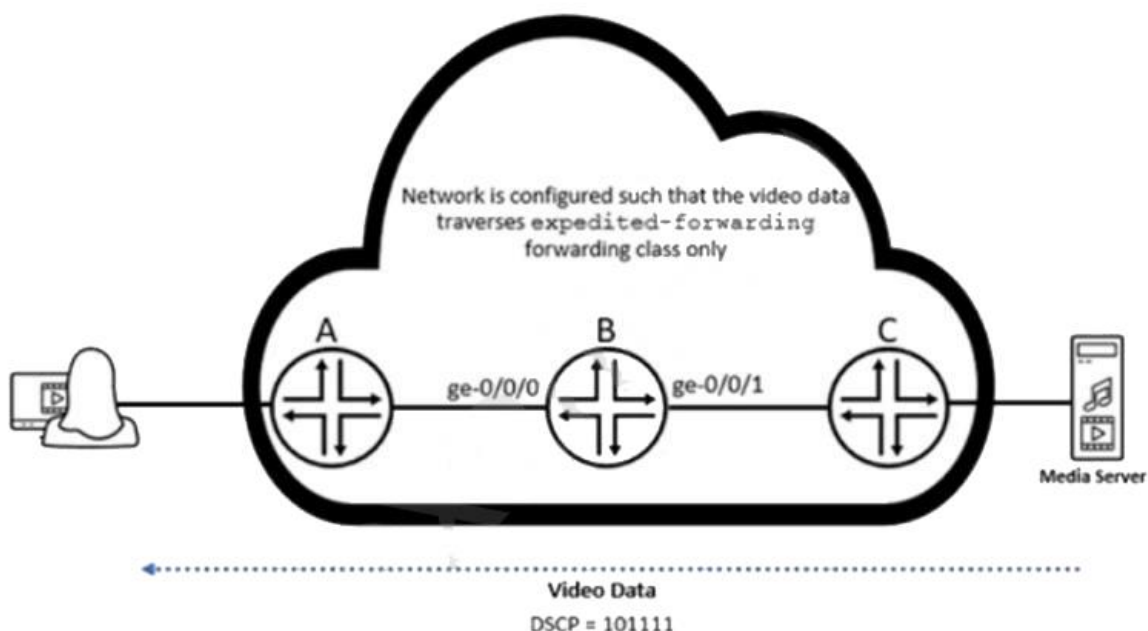 Network is configured such that the video data
traverses expedited-forwarding
forwarding class only
A
B
C
ge-0/0/0
ge-0/0/1
Media Server
Video Data
DSCP = 101111